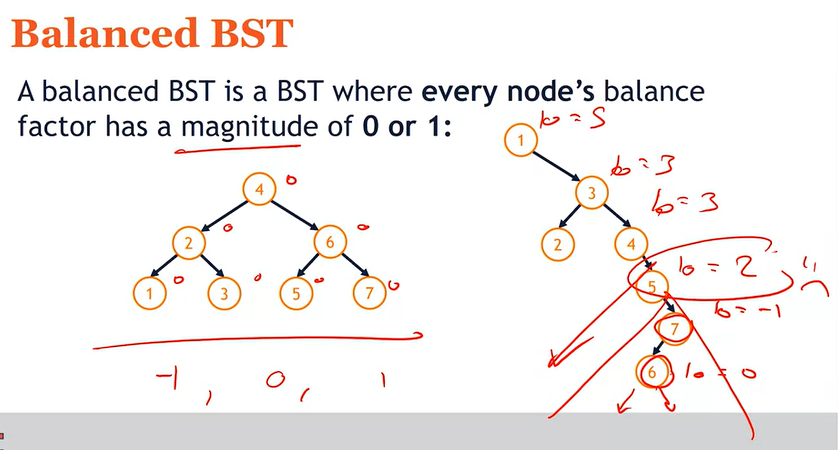 Balanced BST
A balanced BST is a BST where every node's balance
factor has a magnitude of 0 or 1:
b = 5
1
b = 3
3
b = 3
2
4
b = 2
5
b = -1
7
6
b = 0
4 0
2 0
6 0
1 0
3 0
5 0
7 0
-1, 0, 1